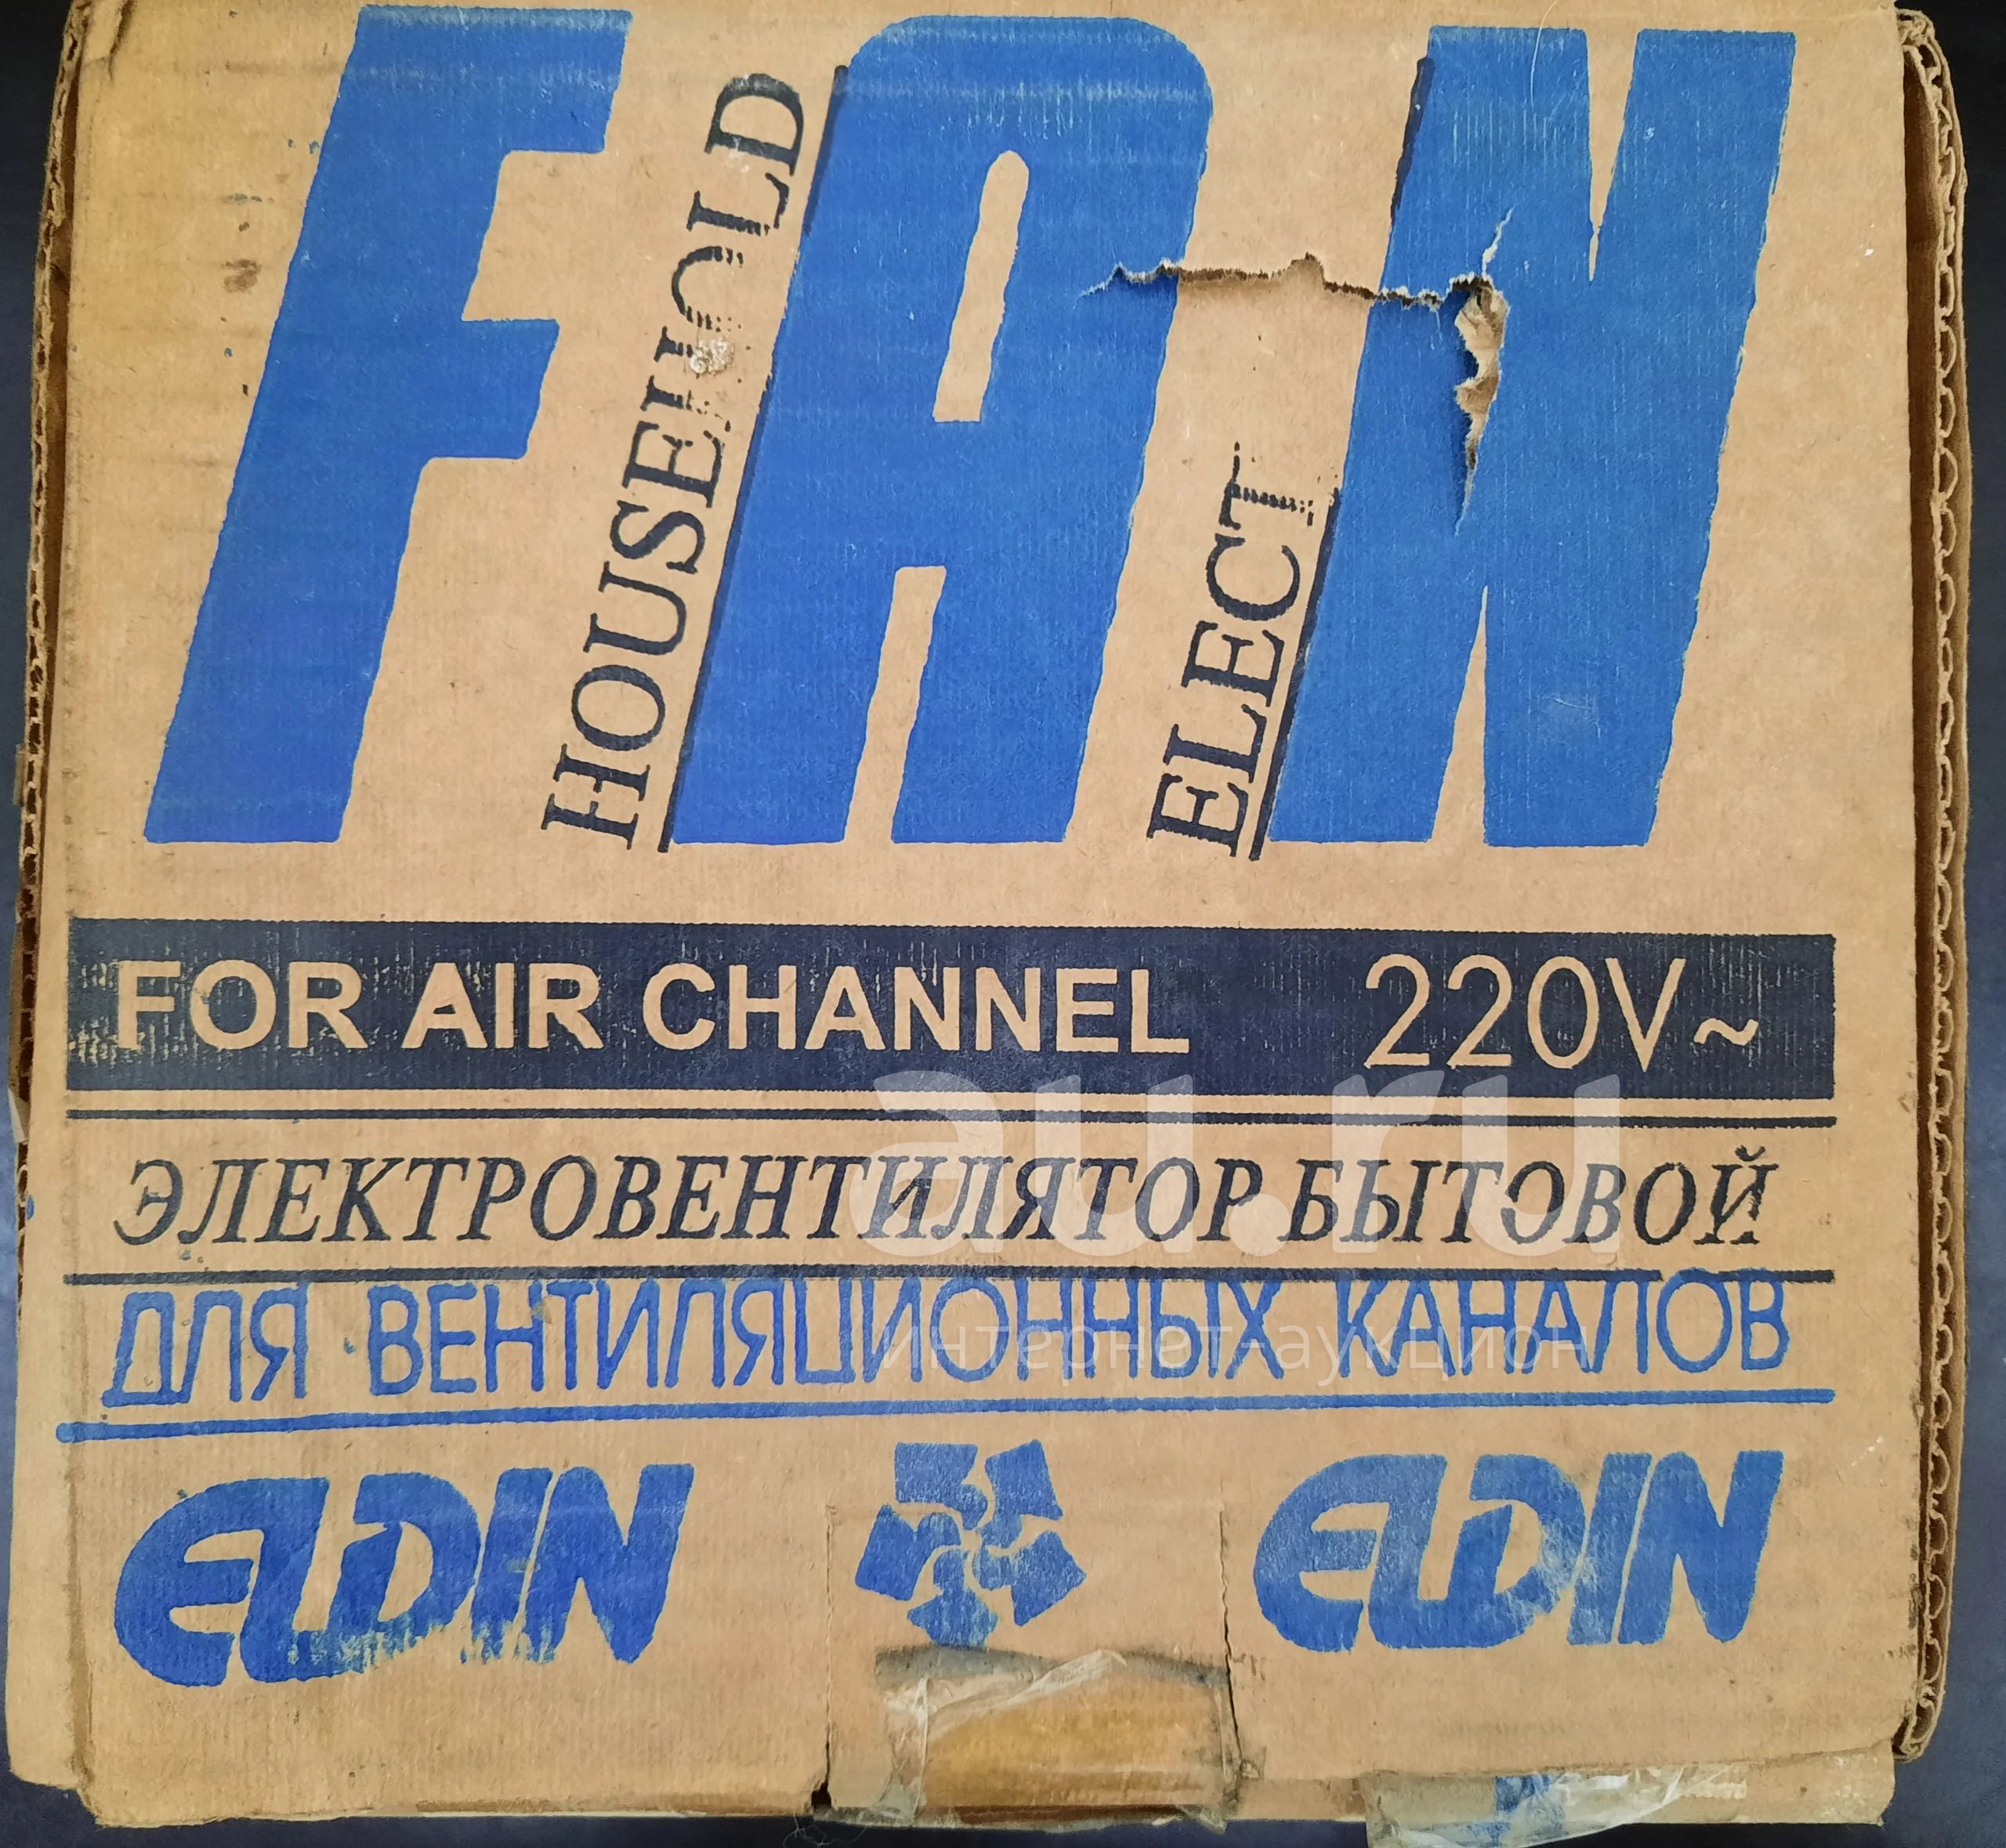 FAN
HOUSEHOLD
ELECT
FOR AIR CHANNEL 220V~
ЭЛЕКТРОВЕНТИЛЯТОР БЫТОВОЙ
ДЛЯ ВЕНТИЛЯЦИОННЫХ КАНАЛОВ
ELDIN ELDIN
au.ru
интернет-аукцион